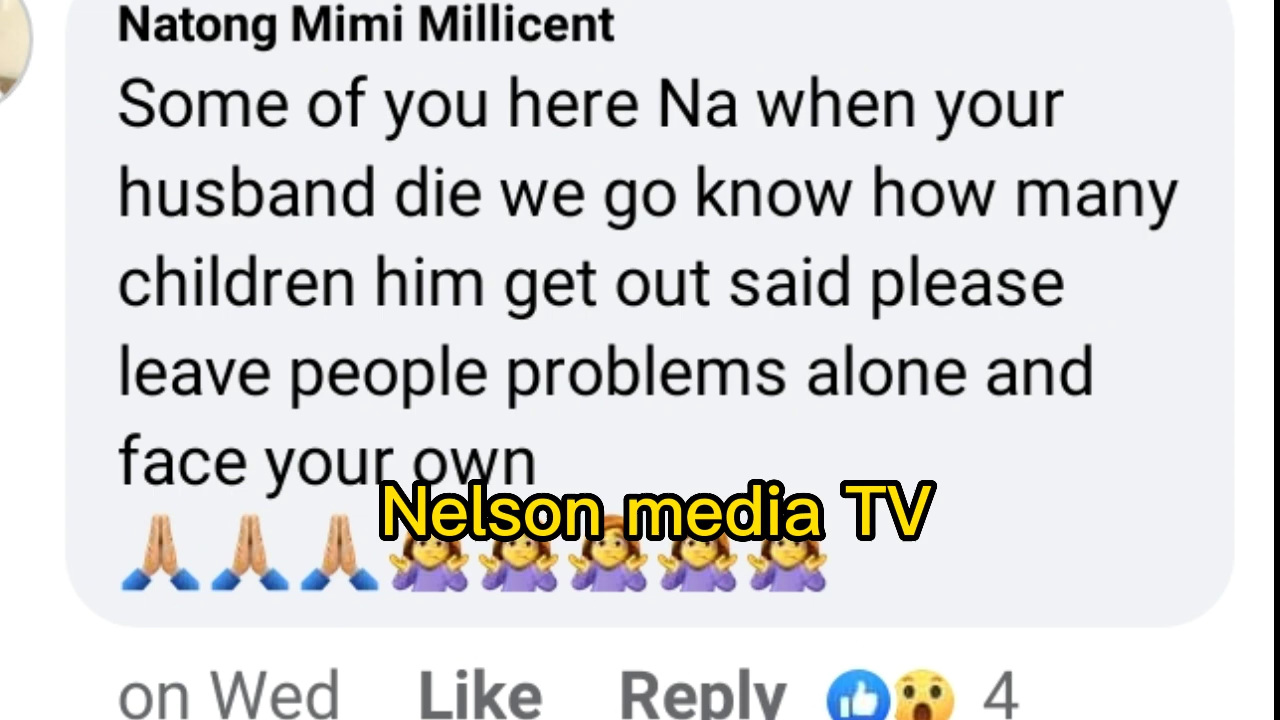 Natong Mimi Millicent
Some of you here Na when your
husband die we go know how many
children him get out said please
leave people problems alone and
face your own
Nelson media TV
🙏🏼🙏🏼🙏🏼🤷‍♀️🤷‍♀️🤷‍♀️🤷‍♀️🤷‍♀️
on Wed Like Reply 👍😮 4